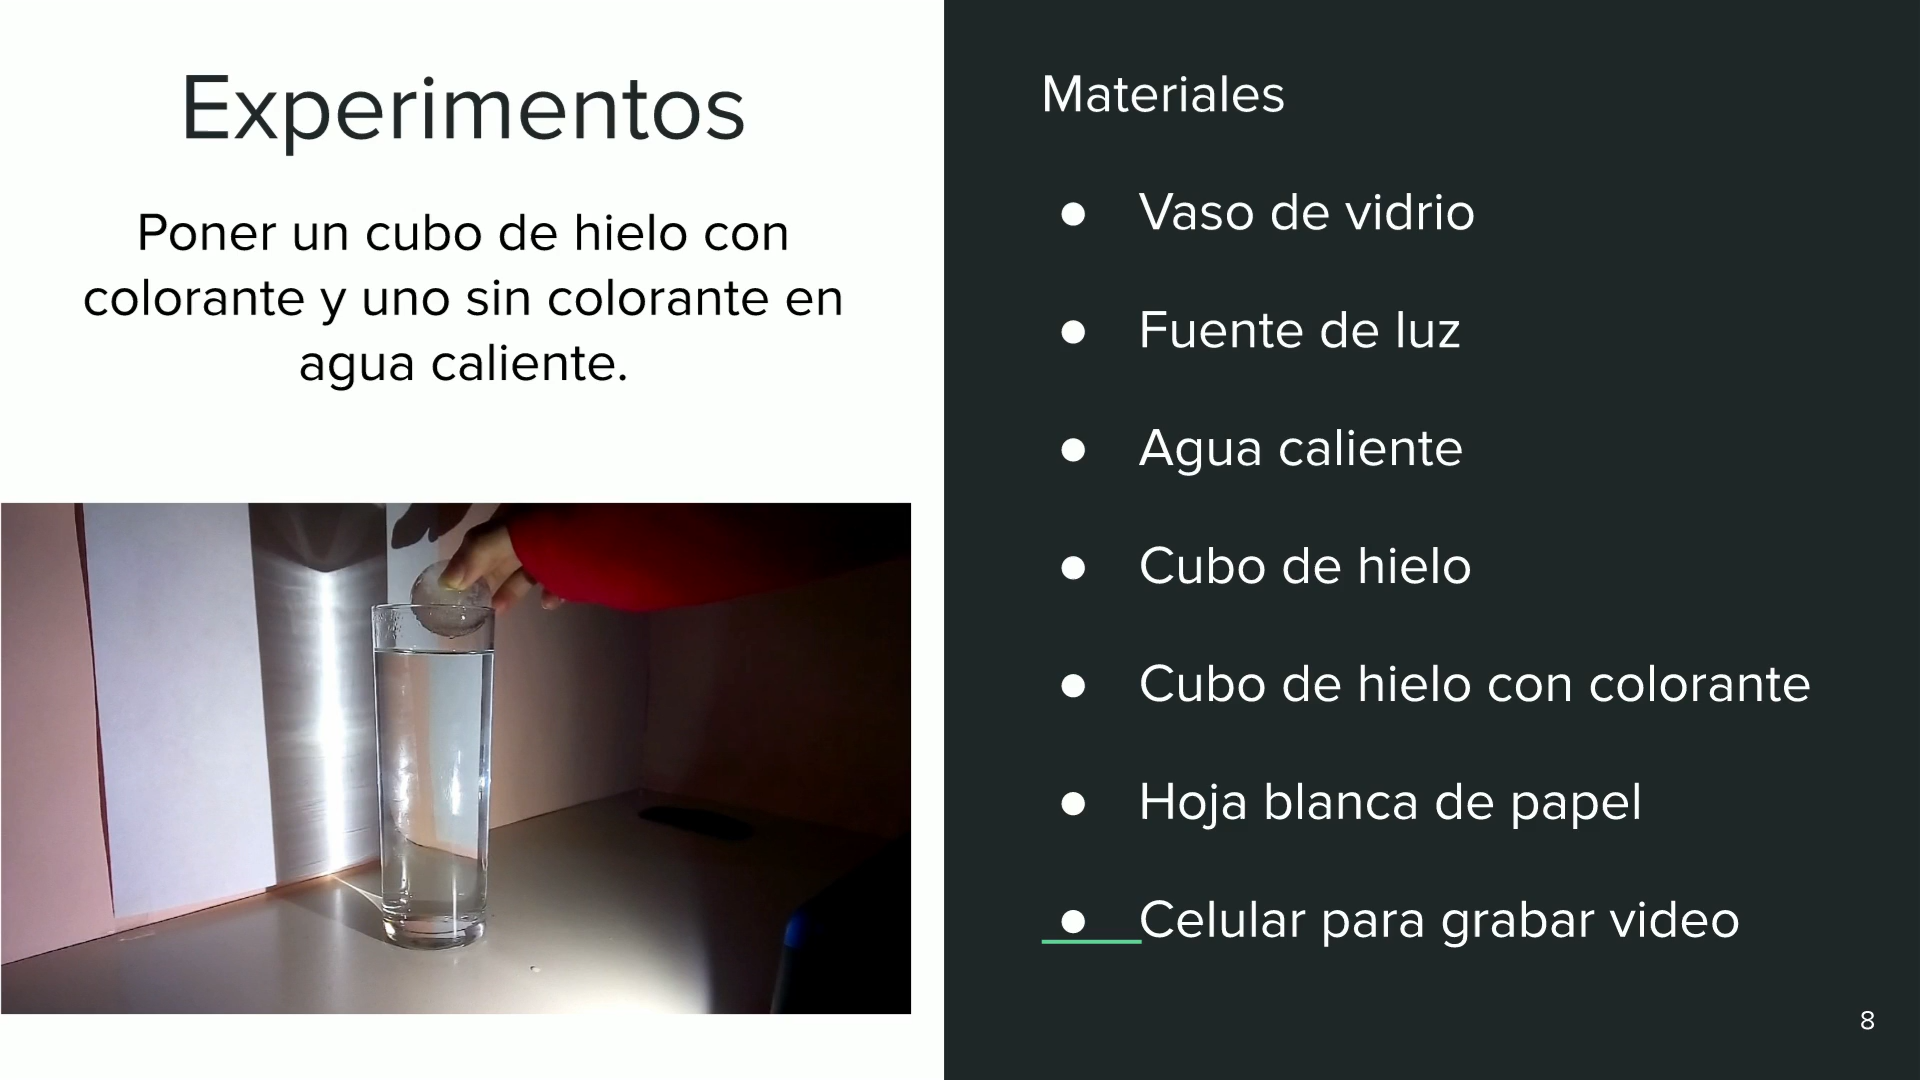 Experimentos
Poner un cubo de hielo con
colorante y uno sin colorante en
agua caliente.
Materiales
● Vaso de vidrio
● Fuente de luz
● Agua caliente
● Cubo de hielo
● Cubo de hielo con colorante
● Hoja blanca de papel
● Celular para grabar video
8